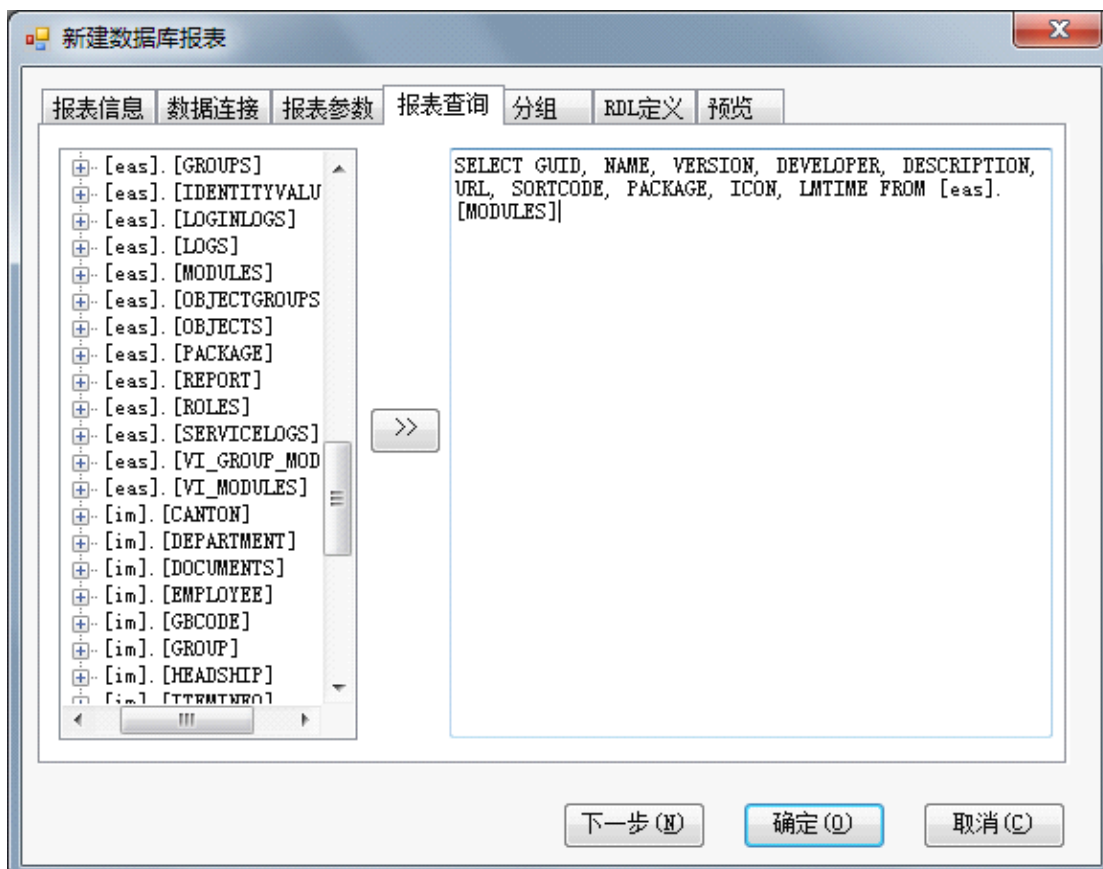 新建数据库报表
报表信息 数据连接 报表参数 报表查询 分组 RDL定义 预览
[eas].[GROUPS]
[eas].[IDENTITYVALU
[eas].[LOGINLOGS]
[eas].[LOGS]
[eas].[MODULES]
[eas].[OBJECTGROUPS
[eas].[OBJECTS]
[eas].[PACKAGE]
[eas].[REPORT]
[eas].[ROLES]
[eas].[SERVICELOGS]
[eas].[VI_GROUP_MOD
[eas].[VI_MODULES]
[im].[CANTON]
[im].[DEPARTMENT]
[im].[DOCUMENTS]
[im].[EMPLOYEE]
[im].[GBCODE]
[im].[GROUP]
[im].[HEADSHIP]
[im].[ITEMINFO]
>>
SELECT GUID, NAME, VERSION, DEVELOPER, DESCRIPTION,
URL, SORTCODE, PACKAGE, ICON, LMTIME FROM [eas].
[MODULES]
下一步(N) 确定(O) 取消(C)